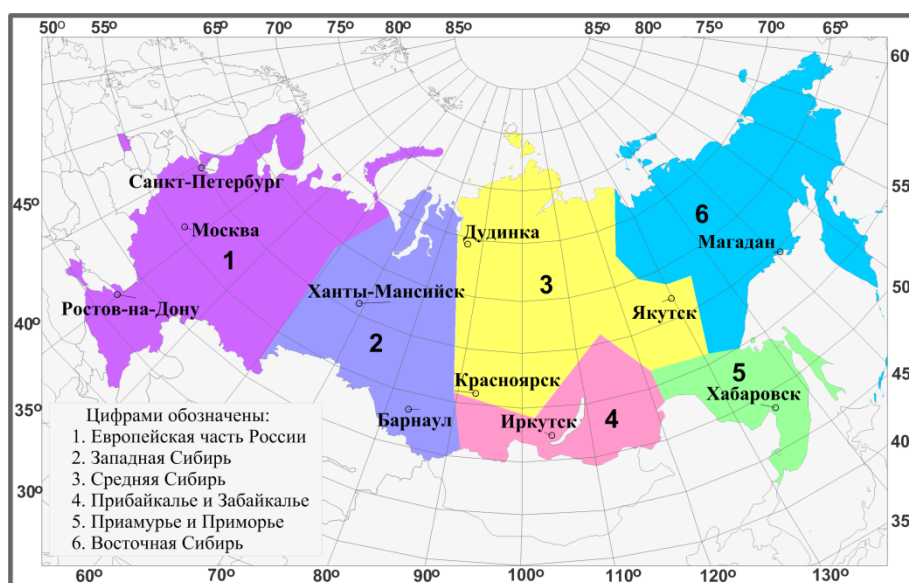 50° 55° 70° 75° 80° 85° 85° 80° 75° 70° 65° 60°
45° 55°
Санкт-Петербург
Дудинка
6
Москва
Магадан
1
3
Ханты-Мансийск
50°
Ростов-на-Дону
Якутск
40°
2
Красноярск
5
45°
Хабаровск
35°
Барнаул
Иркутск
4
40°
Цифрами обозначены:
1. Европейская часть России
2. Западная Сибирь
3. Средняя Сибирь
4. Прибайкалье и Забайкалье
5. Приамурье и Приморье
6. Восточная Сибирь
30°
35°
60° 70° 80° 90° 100° 110° 120° 130°